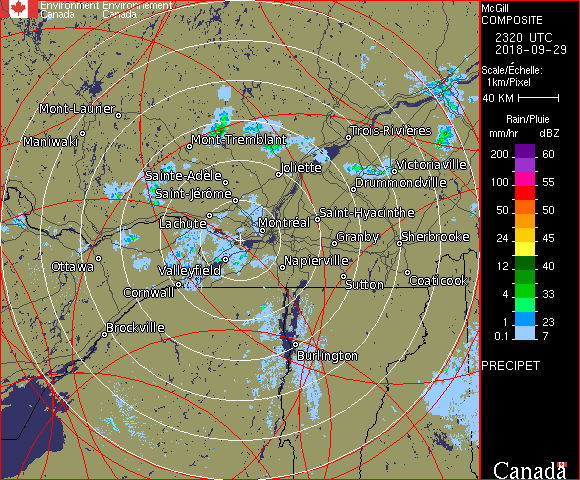 Environment Environnement
Canada Canada
McGill
COMPOSITE
2320 UTC
2018-09-29
Scale/Échelle:
1km/Pixel
40 KM
Rain/Pluie
mm/hr dBZ
200 60
100 55
50 50
24 45
12 40
4 33
1 23
0.1 7
PRECIPET
Canada
Mont-Laurier
Maniwaki
Mont-Tremblant
Trois-Rivières
Joliette
Victoriaville
Sainte-Adèle
Drummondville
Saint-Jérôme
Lachute
Montréal
Saint-Hyacinthe
Granby
Sherbrooke
Ottawa
Valleyfield
Napierville
Cornwall
Sutton
Coaticook
Brockville
Burlington